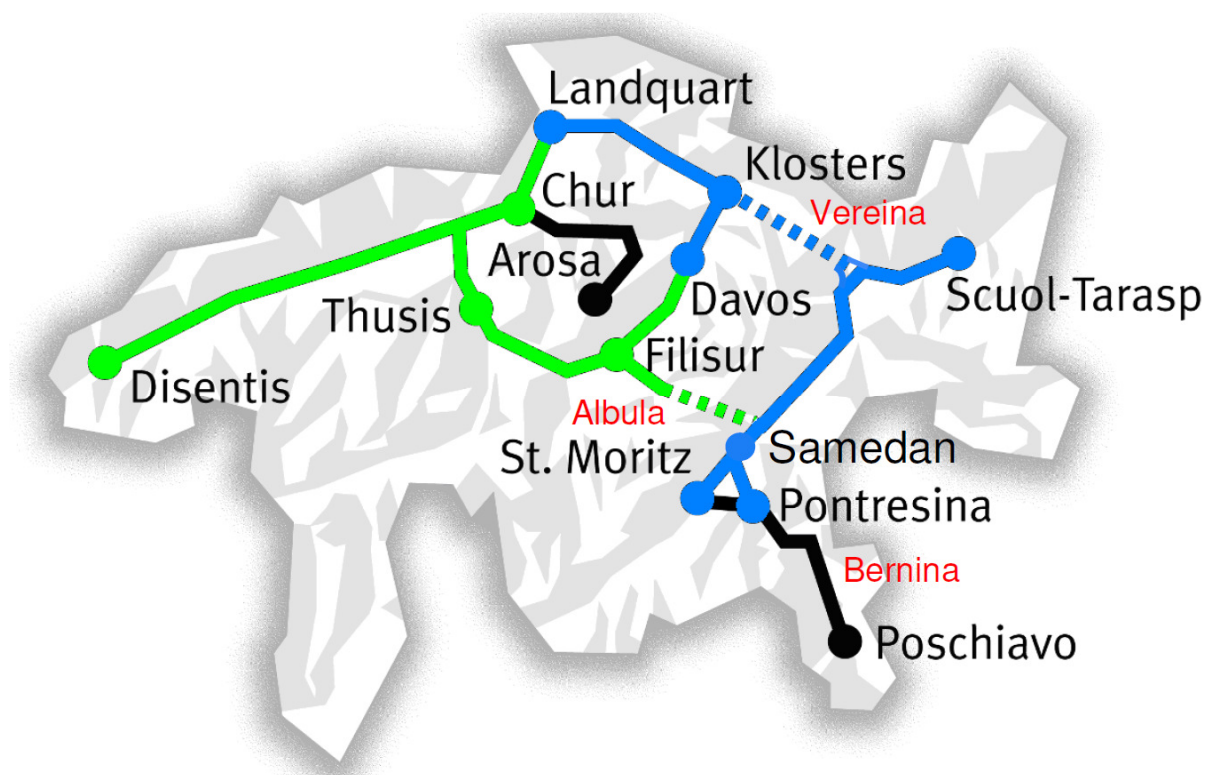 Landquart
Klosters
Chur
Vereina
Arosa
Scuol-Tarasp
Davos
Thusis
Filisur
Disentis
Albula
St. Moritz
Samedan
Pontresina
Bernina
Poschiavo